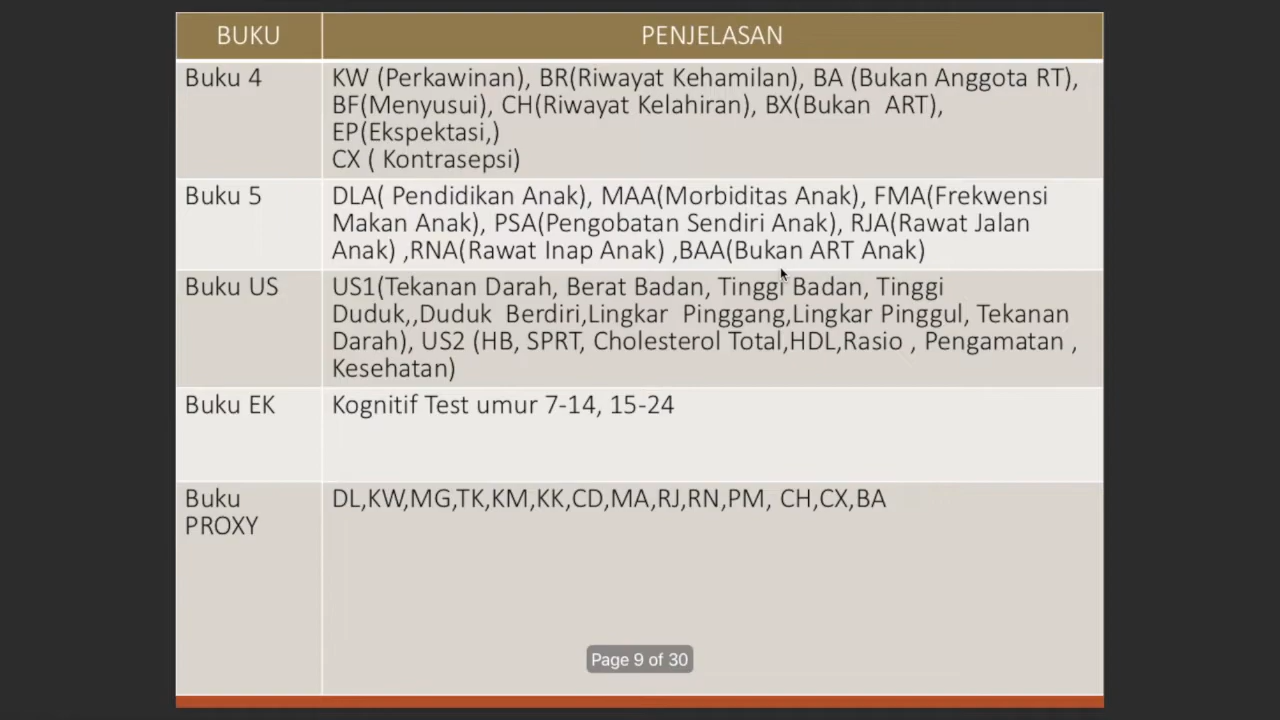 BUKU
PENJELASAN
Buku 4
KW (Perkawinan), BR(Riwayat Kehamilan), BA (Bukan Anggota RT),
BF(Menyusui), CH(Riwayat Kelahiran), BX(Bukan  ART),
EP(Ekspektasi,)
CX ( Kontrasepsi)
Buku 5
DLA( Pendidikan Anak), MAA(Morbiditas Anak), FMA(Frekwensi
Makan Anak), PSA(Pengobatan Sendiri Anak), RJA(Rawat Jalan
Anak) ,RNA(Rawat Inap Anak) ,BAA(Bukan ART Anak)
Buku US
US1(Tekanan Darah, Berat Badan, Tinggi Badan, Tinggi
Duduk,,Duduk  Berdiri,Lingkar  Pinggang,Lingkar Pinggul, Tekanan
Darah), US2 (HB, SPRT, Cholesterol Total,HDL,Rasio , Pengamatan ,
Kesehatan)
Buku EK
Kognitif Test umur 7-14, 15-24
Buku
PROXY
DL,KW,MG,TK,KM,KK,CD,MA,RJ,RN,PM, CH,CX,BA
Page 9 of 30